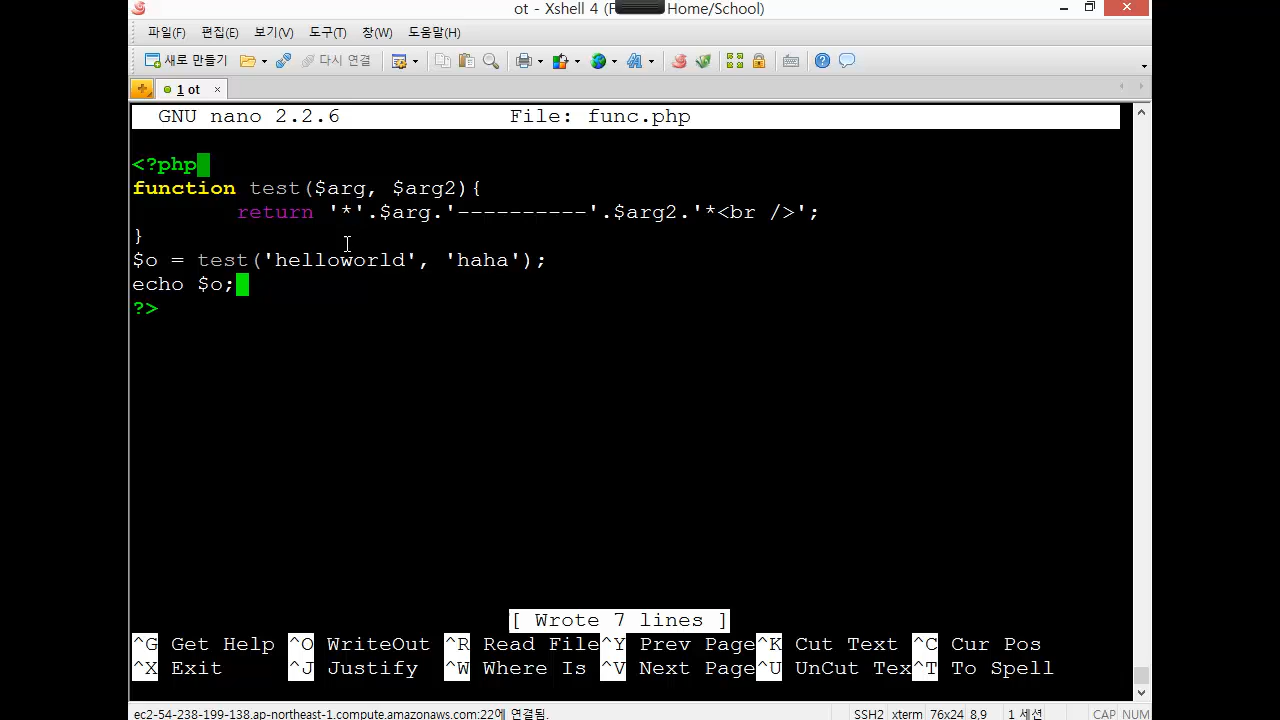 ot - Xshell 4 (F Home/School)
파일(F) 편집(E) 보기(V) 도구(T) 창(W) 도움말(H)
새로 만들기 다시 연결
1 ot ×
GNU nano 2.2.6 File: func.php
<?php
function test($arg, $arg2){
return '*'.$arg.'----------'.$arg2.'*<br />';
}
$o = test('helloworld', 'haha');
echo $o;
?>
[ Wrote 7 lines ]
^G Get Help ^O WriteOut ^R Read File^Y Prev Page^K Cut Text ^C Cur Pos
^X Exit ^J Justify ^W Where Is ^V Next Page^U UnCut Tex^T To Spell
ec2-54-238-199-138.ap-northeast-1.compute.amazonaws.com:22에 연결됨. SSH2 xterm 76x24 8,9 1 세션 CAP NUM